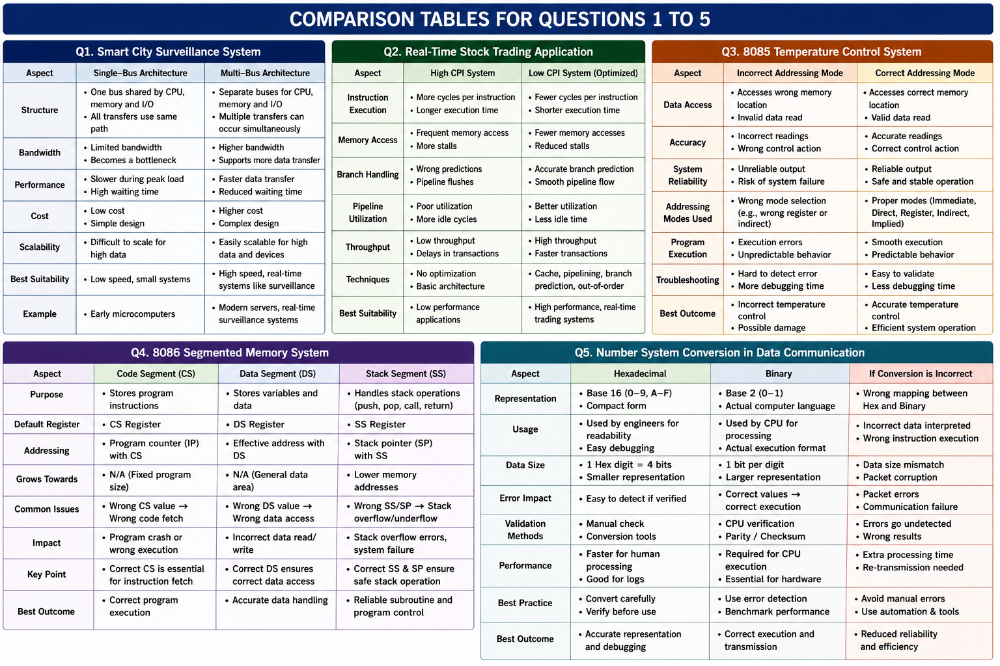 COMPARISON TABLES FOR QUESTIONS 1 TO 5
Q1. Smart City Surveillance System
Aspect
Single–Bus Architecture
Multi–Bus Architecture
Structure
• One bus shared by CPU,
memory and I/O
• All transfers use same
path
• Separate buses for CPU,
memory and I/O
• Multiple transfers can
occur simultaneously
Bandwidth
• Limited bandwidth
• Becomes a bottleneck
• Higher bandwidth
• Supports more data transfer
Performance
• Slower during peak load
• High waiting time
• Faster data transfer
• Reduced waiting time
Cost
• Low cost
• Simple design
• Higher cost
• Complex design
Scalability
• Difficult to scale for
high data
• Easily scalable for high
data and devices
Best Suitability
• Low speed, small systems
• High speed, real-time
systems like surveillance
Example
• Early microcomputers
• Modern servers, real-time
surveillance systems
Q2. Real-Time Stock Trading Application
Aspect
High CPI System
Low CPI System (Optimized)
Instruction
Execution
• More cycles per instruction
• Longer execution time
• Fewer cycles per instruction
• Shorter execution time
Memory Access
• Frequent memory access
• More stalls
• Fewer memory accesses
• Reduced stalls
Branch Handling
• Wrong predictions
• Pipeline flushes
• Accurate branch prediction
• Smooth pipeline flow
Pipeline
Utilization
• Poor utilization
• More idle cycles
• Better utilization
• Less idle time
Throughput
• Low throughput
• Delays in transactions
• High throughput
• Faster transactions
Techniques
• No optimization
• Basic architecture
• Cache, pipelining, branch
prediction, out-of-order
Best Suitability
• Low performance
applications
• High performance, real-time
trading systems
Q3. 8085 Temperature Control System
Aspect
Incorrect Addressing Mode
Correct Addressing Mode
Data Access
• Accesses wrong memory
location
• Invalid data read
• Accesses correct memory
location
• Valid data read
Accuracy
• Incorrect readings
• Wrong control action
• Accurate readings
• Correct control action
System
Reliability
• Unreliable output
• Risk of system failure
• Reliable output
• Safe and stable operation
Addressing
Modes Used
• Wrong mode selection
(e.g., wrong register or
indirect)
• Proper modes (Immediate,
Direct, Register, Indirect,
Implied)
Program
Execution
• Execution errors
• Unpredictable behavior
• Smooth execution
• Predictable behavior
Troubleshooting
• Hard to detect error
• More debugging time
• Easy to validate
• Less debugging time
Best Outcome
• Incorrect temperature
control
• Possible damage
• Accurate temperature
control
• Efficient system operation
Q4. 8086 Segmented Memory System
Aspect
Code Segment (CS)
Data Segment (DS)
Stack Segment (SS)
Purpose
• Stores program
instructions
• Stores variables and
data
• Handles stack operations
(push, pop, call, return)
Default Register
• CS Register
• DS Register
• SS Register
Addressing
• Program counter (IP)
with CS
• Effective address with
DS
• Stack pointer (SP)
with SS
Grows Towards
• N/A (Fixed program
size)
• N/A (General data
area)
• Lower memory
addresses
Common Issues
• Wrong CS value →
Wrong code fetch
• Wrong DS value →
Wrong data access
• Wrong SS/SP → Stack
overflow/underflow
Impact
• Program crash or
wrong execution
• Incorrect data read/
write
• Stack overflow errors,
system failure
Key Point
• Correct CS is essential
for instruction fetch
• Correct DS ensures
correct data access
• Correct SS & SP ensure
safe stack operation
Best Outcome
• Correct program
execution
• Accurate data handling
• Reliable subroutine and
program control
Q5. Number System Conversion in Data Communication
Aspect
Hexadecimal
Binary
If Conversion is Incorrect
Representation
• Base 16 (0–9, A–F)
• Compact form
• Base 2 (0–1)
• Actual computer language
• Wrong mapping between
Hex and Binary
Usage
• Used by engineers for
readability
• Easy debugging
• Used by CPU for
processing
• Actual execution format
• Incorrect data interpreted
• Wrong instruction execution
Data Size
• 1 Hex digit = 4 bits
• Smaller representation
• 1 bit per digit
• Larger representation
• Data size mismatch
• Packet corruption
Error Impact
• Easy to detect if verified
• Correct values →
correct execution
• Packet errors
• Communication failure
Validation
Methods
• Manual check
• Conversion tools
• CPU verification
• Parity / Checksum
• Errors go undetected
• Wrong results
Performance
• Faster for human
processing
• Good for logs
• Required for CPU
execution
• Essential for hardware
• Extra processing time
• Re-transmission needed
Best Practice
• Convert carefully
• Verify before use
• Use error detection
• Benchmark performance
• Avoid manual errors
• Use automation & tools
Best Outcome
• Accurate representation
and debugging
• Correct execution and
transmission
• Reduced reliability
and efficiency